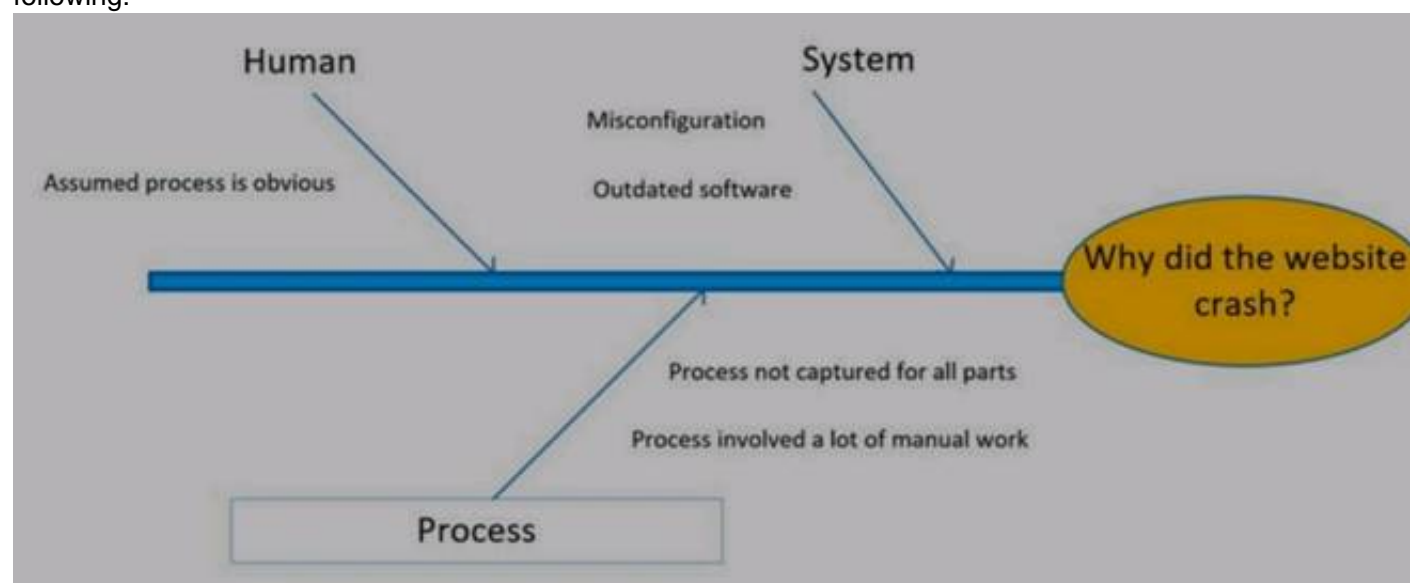 following:
Human
System
Misconfiguration
Assumed process is obvious
Outdated software
Why did the website
crash?
Process not captured for all parts
Process involved a lot of manual work
Process